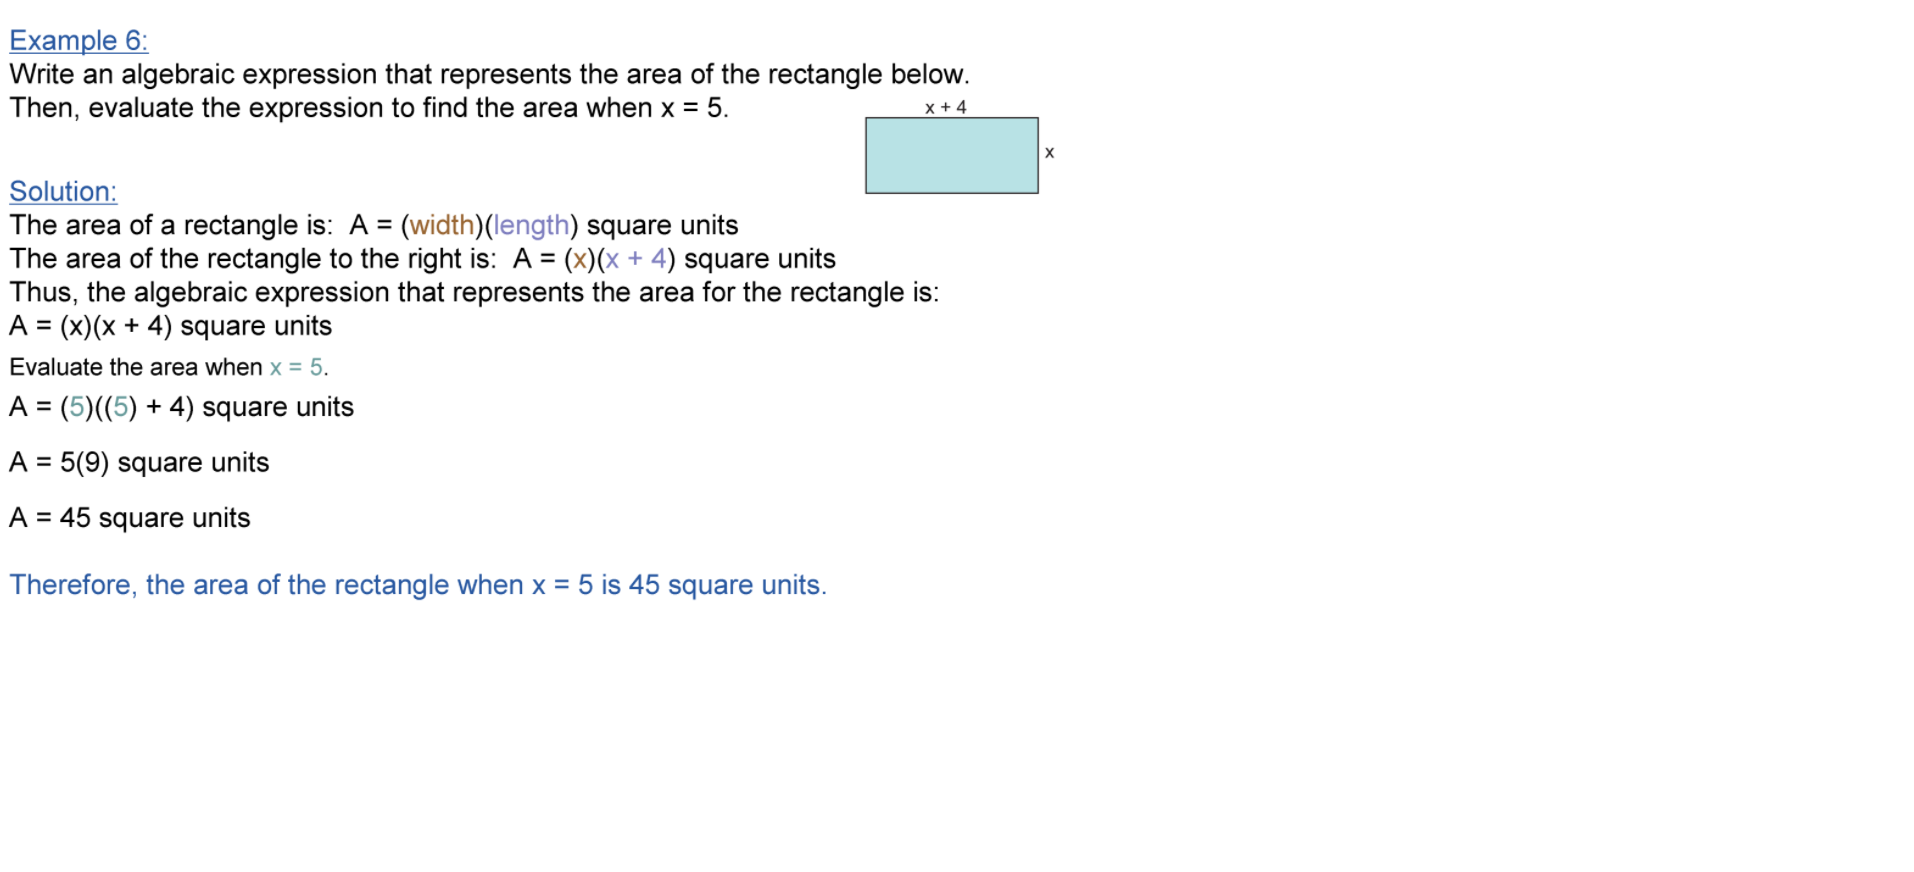 Example 6:
Write an algebraic expression that represents the area of the rectangle below.
Then, evaluate the expression to find the area when x = 5.
x + 4
x
Solution:
The area of a rectangle is:  A = (width)(length) square units
The area of the rectangle to the right is:  A = (x)(x + 4) square units
Thus, the algebraic expression that represents the area for the rectangle is:
A = (x)(x + 4) square units
Evaluate the area when x = 5.
A = (5)((5) + 4) square units
A = 5(9) square units
A = 45 square units
Therefore, the area of the rectangle when x = 5 is 45 square units.